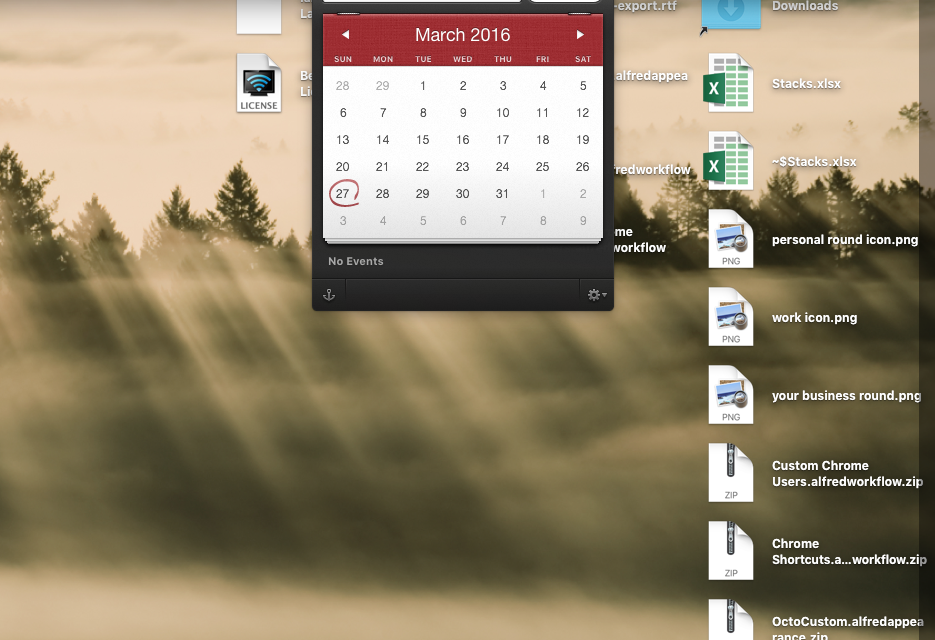 -export.rtf
Downloads
March 2016
SUN MON TUE WED THU FRI SAT
28 29 1 2 3 4 5
6 7 8 9 10 11 12
13 14 15 16 17 18 19
20 21 22 23 24 25 26
27 28 29 30 31 1 2
3 4 5 6 7 8 9
No Events
LICENSE
Be
Li
La
alfredappea
redworkflow
me
workflow
Stacks.xlsx
~$Stacks.xlsx
personal round icon.png
PNG
work icon.png
PNG
your business round.png
PNG
Custom Chrome
Users.alfredworkflow.zip
ZIP
Chrome
Shortcuts.a...workflow.zip
ZIP
OctoCustom.alfredappea
rance.zip